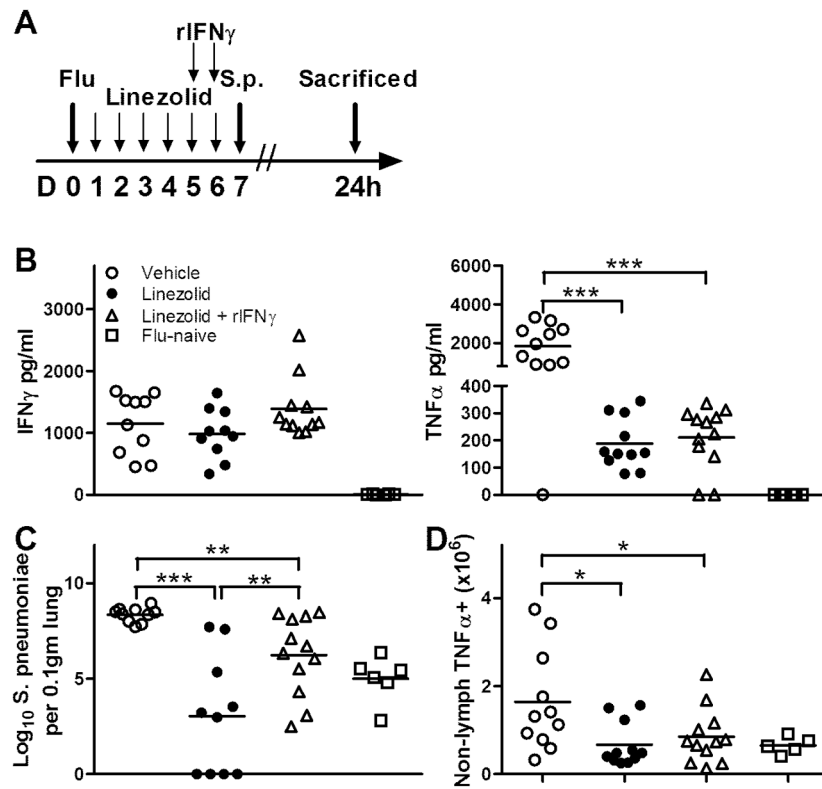 A
rIFNγ
Flu Linezolid S.p. Sacrificed
D 0 1 2 3 4 5 6 7 24h
B
Vehicle
Linezolid
Linezolid + rIFNγ
Flu-naive
IFNγ pg/ml
3000
2000
1000
0
TNFα pg/ml
6000
4000
2000
400
300
200
100
0
***
***
C
Log10 S. pneumoniae
per 0.1gm lung
10
5
0
**
***
**
D
Non-lymph TNFα+ (x10⁶)
4
2
0
*
*